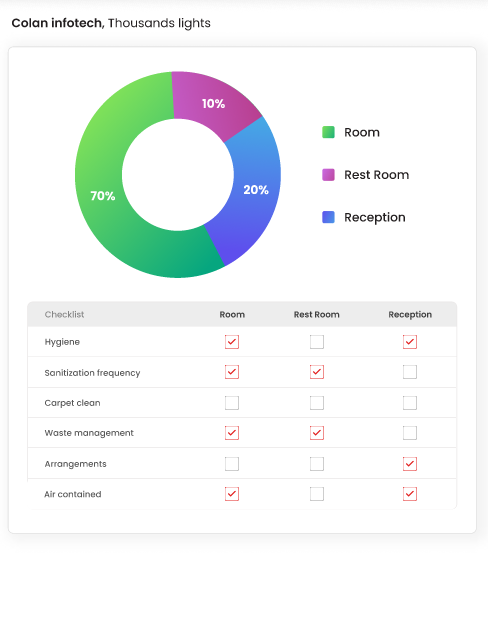 Colan infotech, Thousands lights
10%
70%
20%
Room
Rest Room
Reception
Checklist Room Rest Room Reception
Hygiene
Sanitization frequency
Carpet clean
Waste management
Arrangements
Air contained